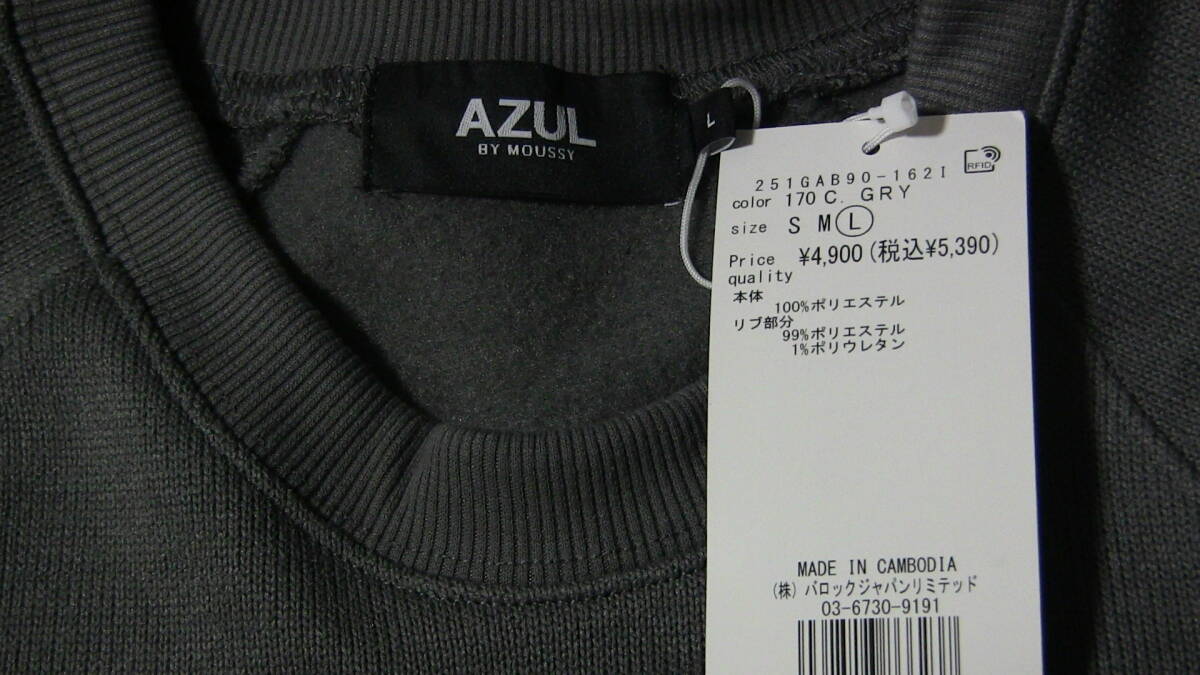 AZUL
BY MOUSSY
L
RFID
251GAB90-162I
color 170 C. GRY
size S M L
Price ¥4,900(税込¥5,390)
quality
本体
100%ポリエステル
リブ部分
99%ポリエステル
1%ポリウレタン
MADE IN CAMBODIA
(株)バロックジャパンリミテッド
03-6730-9191